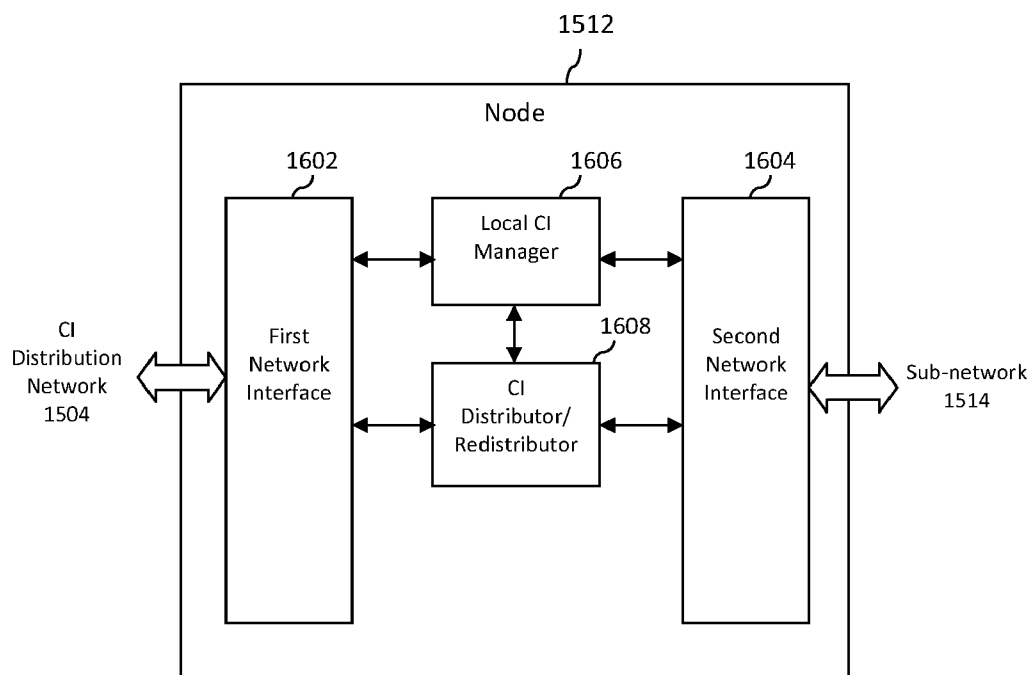 1512
Node
1602
1606
1604
Local CI
Manager
CI
Distribution
Network
1504
First
Network
Interface
1608
CI
Distributor/
Redistributor
Second
Network
Interface
Sub-network
1514